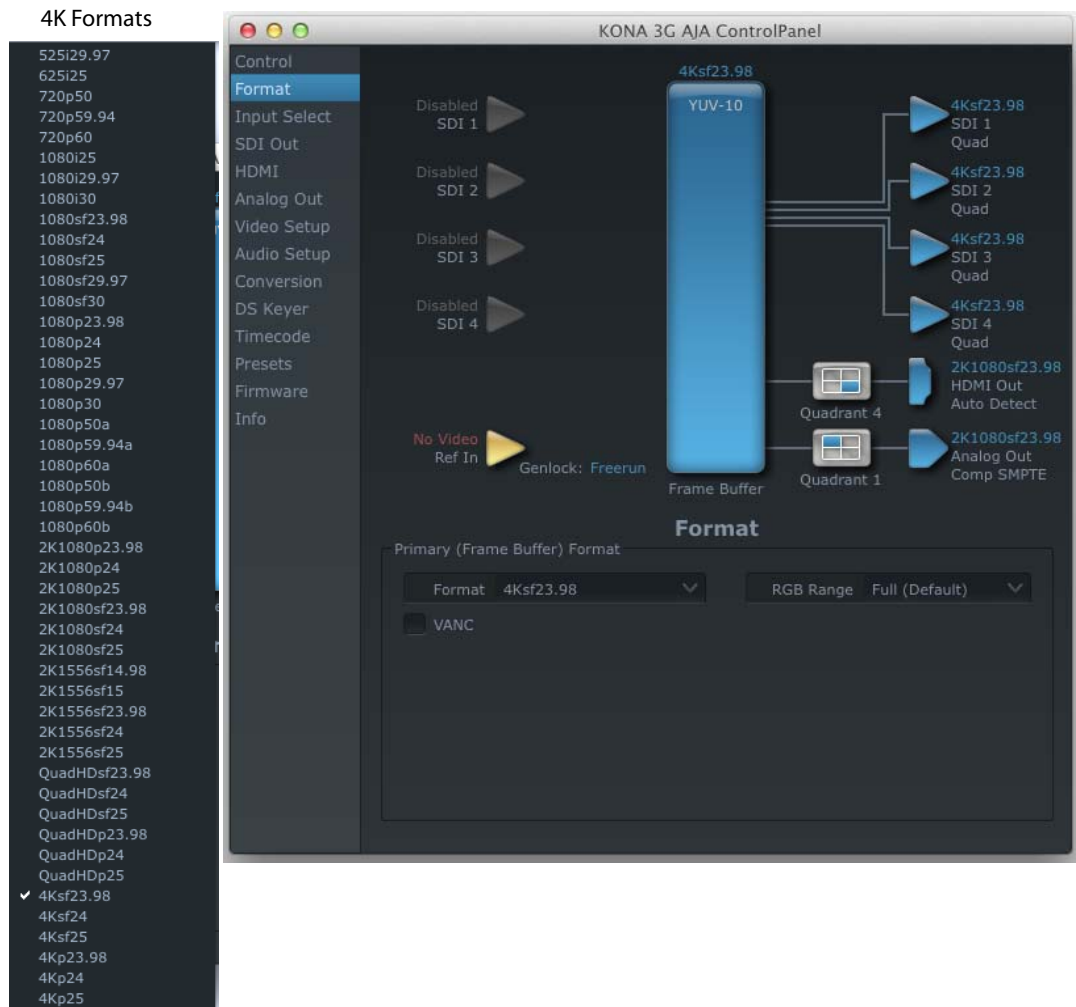 4K Formats
525i29.97
625i25
720p50
720p59.94
720p60
1080i25
1080i29.97
1080i30
1080sf23.98
1080sf24
1080sf25
1080sf29.97
1080sf30
1080p23.98
1080p24
1080p25
1080p29.97
1080p30
1080p50a
1080p59.94a
1080p60a
1080p50b
1080p59.94b
1080p60b
2K1080p23.98
2K1080p24
2K1080p25
2K1080sf23.98
2K1080sf24
2K1080sf25
2K1556sf14.98
2K1556sf15
2K1556sf23.98
2K1556sf24
2K1556sf25
QuadHDsf23.98
QuadHDsf24
QuadHDsf25
QuadHDp23.98
QuadHDp24
QuadHDp25
✔ 4Ksf23.98
4Ksf24
4Ksf25
4Kp23.98
4Kp24
4Kp25
KONA 3G AJA ControlPanel
Control
Format
Input Select
SDI Out
HDMI
Analog Out
Video Setup
Audio Setup
Conversion
DS Keyer
Timecode
Presets
Firmware
Info
Disabled
SDI 1
Disabled
SDI 2
Disabled
SDI 3
Disabled
SDI 4
No Video
Ref In
Genlock: Freerun
4Ksf23.98
YUV-10
Frame Buffer
4Ksf23.98
SDI 1
Quad
4Ksf23.98
SDI 2
Quad
4Ksf23.98
SDI 3
Quad
4Ksf23.98
SDI 4
Quad
Quadrant 4
2K1080sf23.98
HDMI Out
Auto Detect
Quadrant 1
2K1080sf23.98
Analog Out
Comp SMPTE
Format
Primary (Frame Buffer) Format
Format 4Ksf23.98
RGB Range Full (Default)
VANC